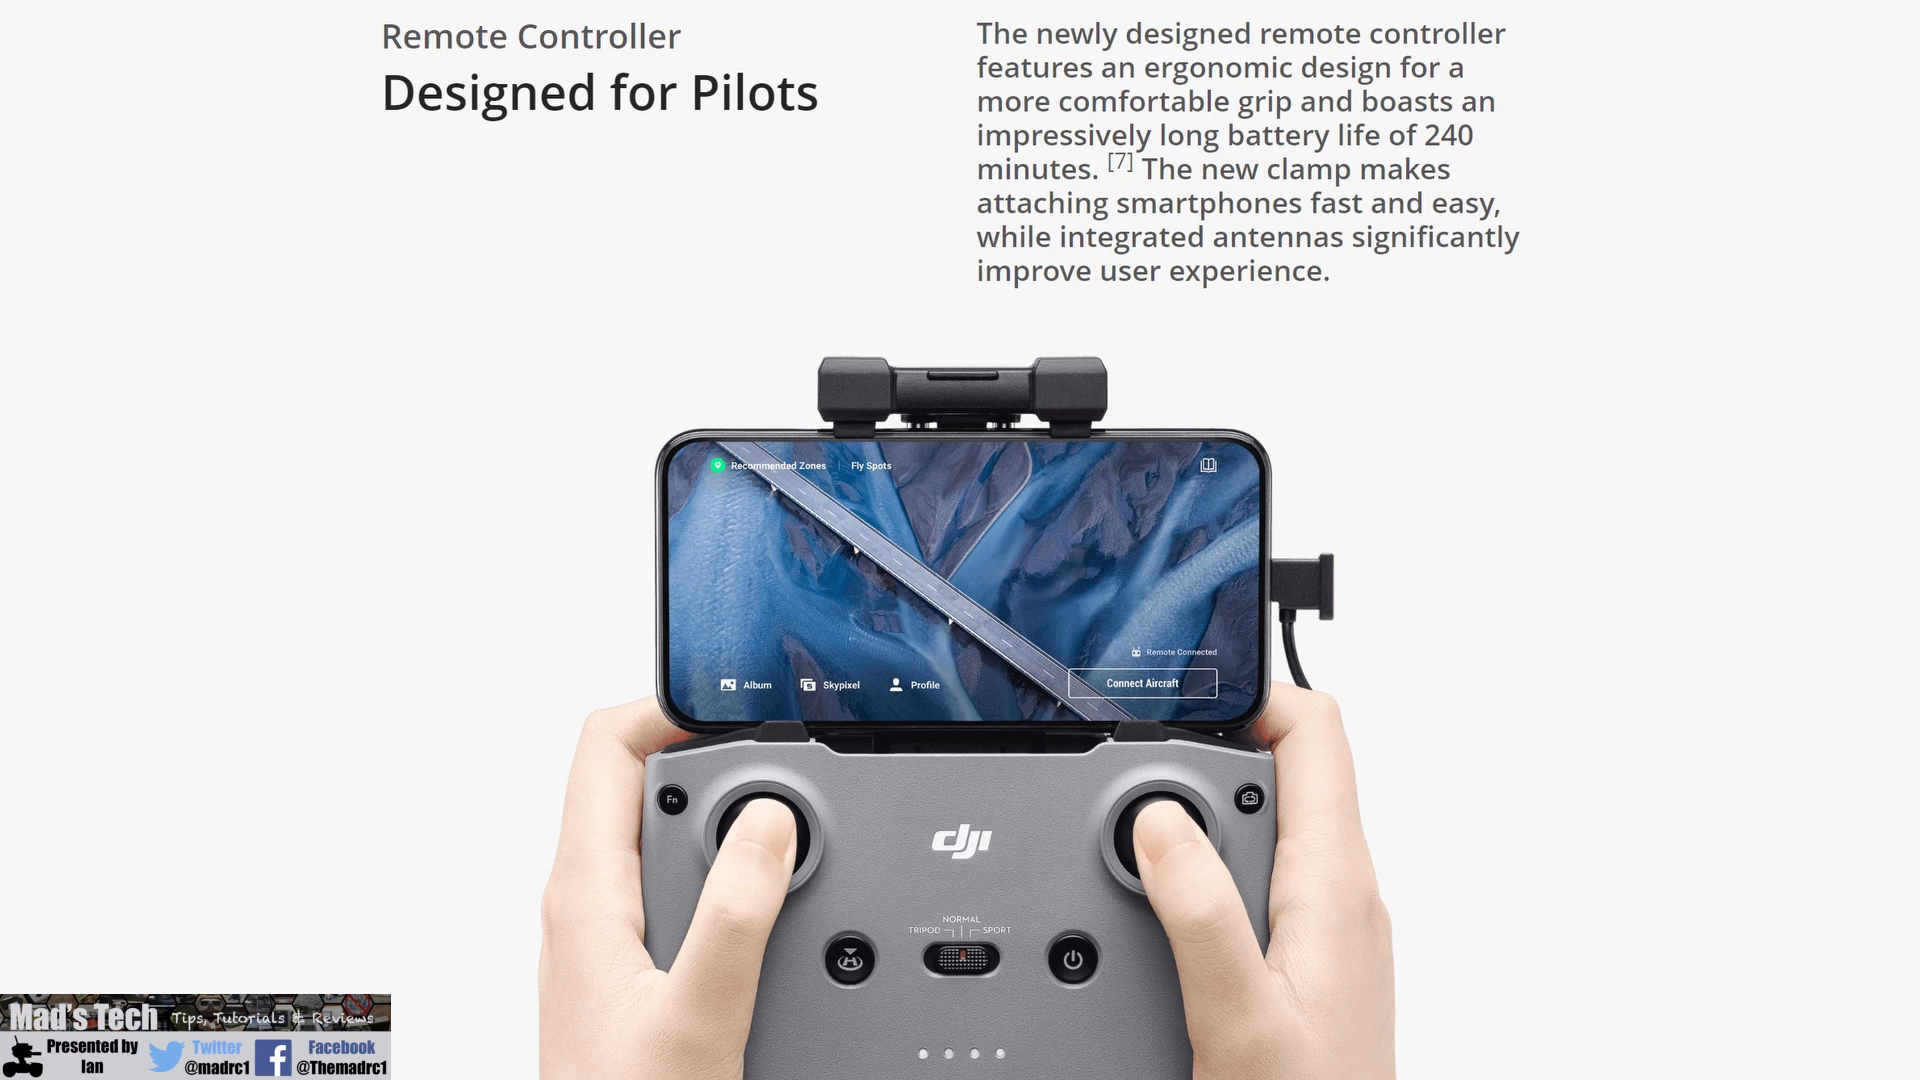 Remote Controller
Designed for Pilots
The newly designed remote controller
features an ergonomic design for a
more comfortable grip and boasts an
impressively long battery life of 240
minutes. [7] The new clamp makes
attaching smartphones fast and easy,
while integrated antennas significantly
improve user experience.
Recommended Zones | Fly Spots
Remote Connected
Album Skypixel Profile Connect Aircraft
Fn
dji
NORMAL
TRIPOD SPORT
H
Mad's Tech Tips, Tutorials & Reviews
Presented by Twitter Facebook
Ian @madrc1 @Themadrc1